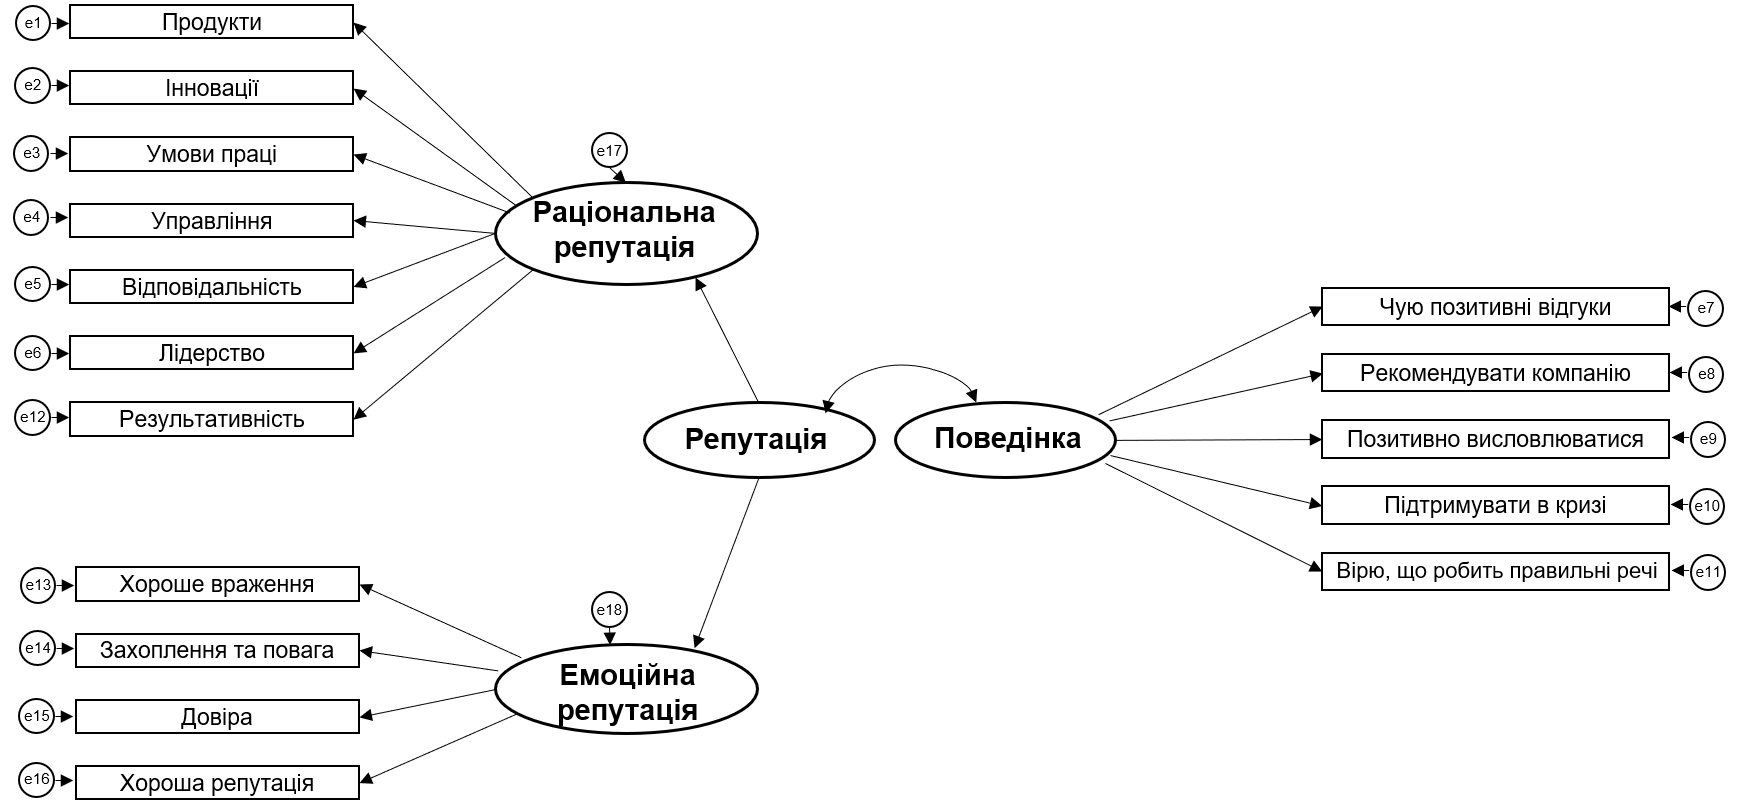 e1
Продукти
e2
Інновації
e3
Умови праці
e4
Управління
e5
Відповідальність
e6
Лідерство
e12
Результативність
e17
Раціональна
репутація
Репутація
Поведінка
Чую позитивні відгуки
e7
Рекомендувати компанію
e8
Позитивно висловлюватися
e9
Підтримувати в кризі
e10
Вірю, що робить правильні речі
e11
e13
Хороше враження
e14
Захоплення та повага
e15
Довіра
e16
Хороша репутація
e18
Емоційна
репутація